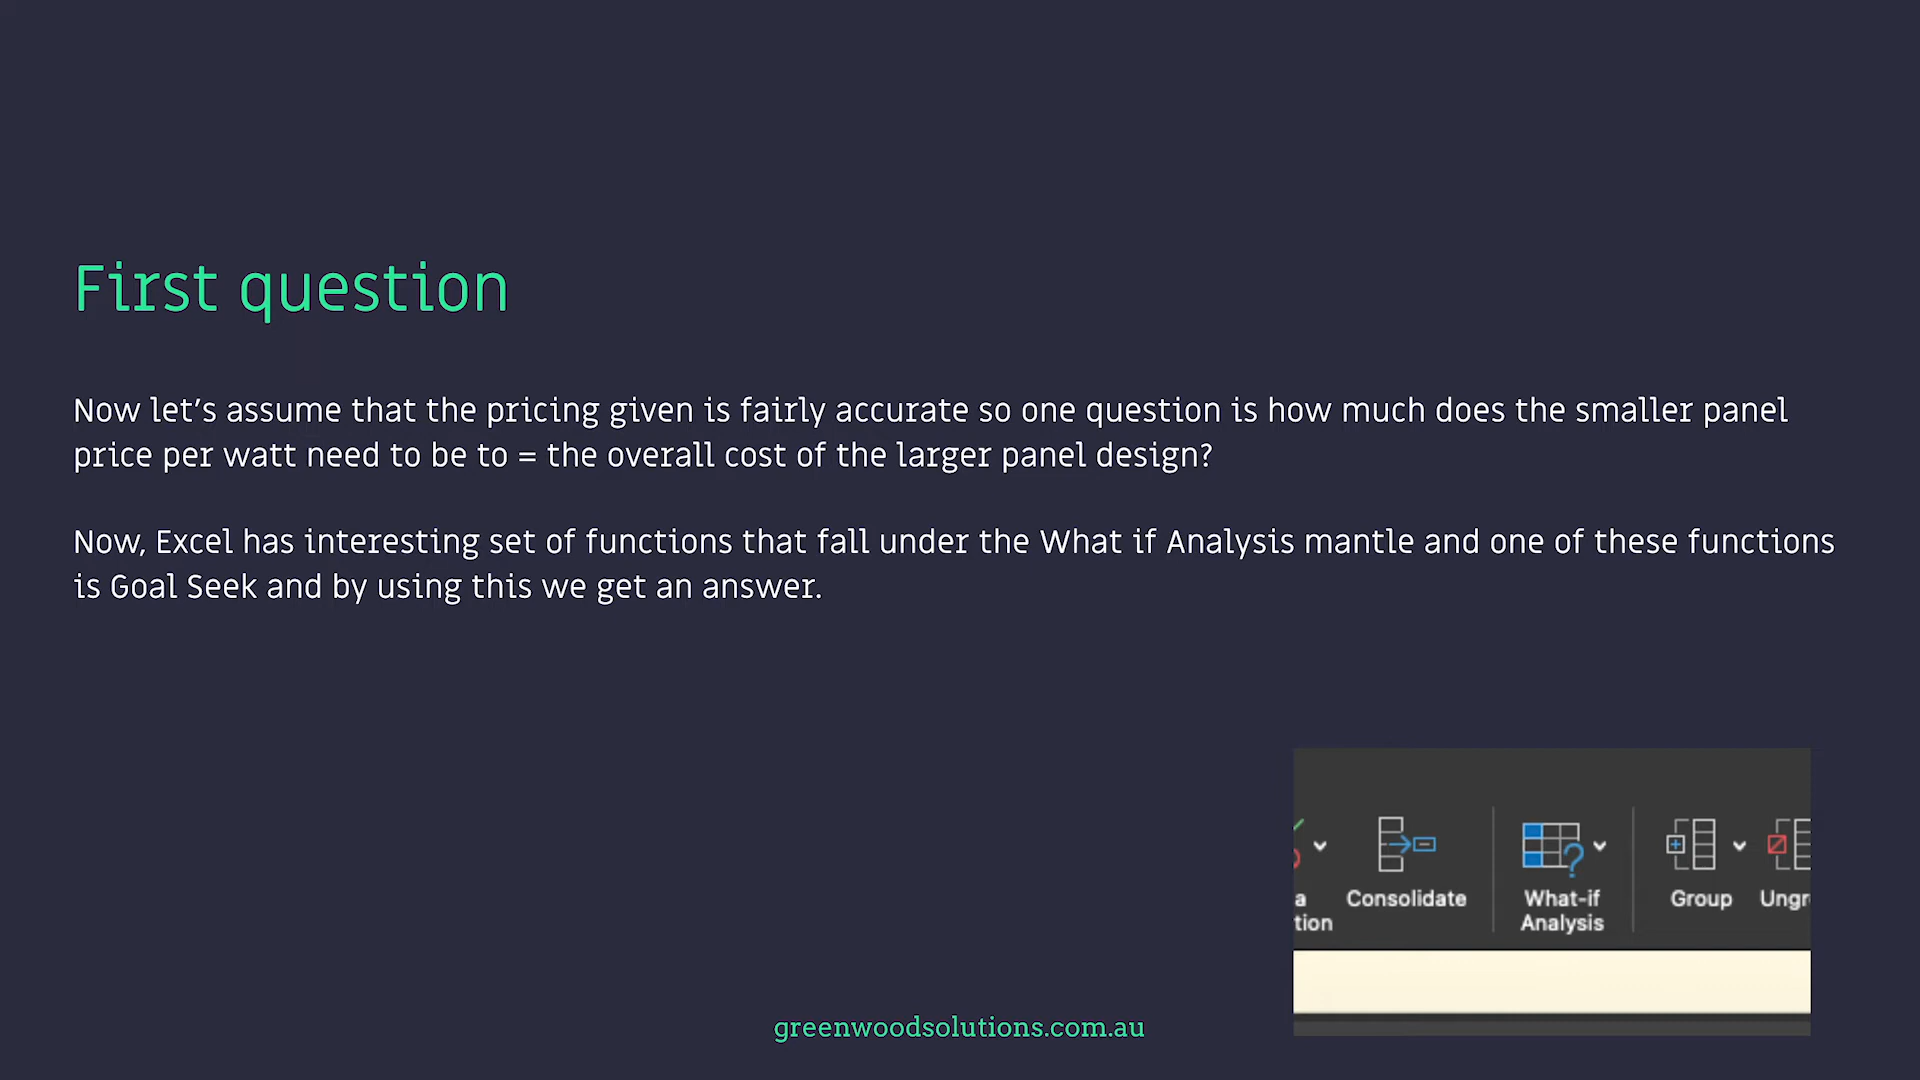 First question
Now let's assume that the pricing given is fairly accurate so one question is how much does the smaller panel
price per watt need to be to = the overall cost of the larger panel design?
Now, Excel has interesting set of functions that fall under the What if Analysis mantle and one of these functions
is Goal Seek and by using this we get an answer.
a
tion
Consolidate
What-if
Analysis
Group
Ungr
greenwoodsolutions.com.au